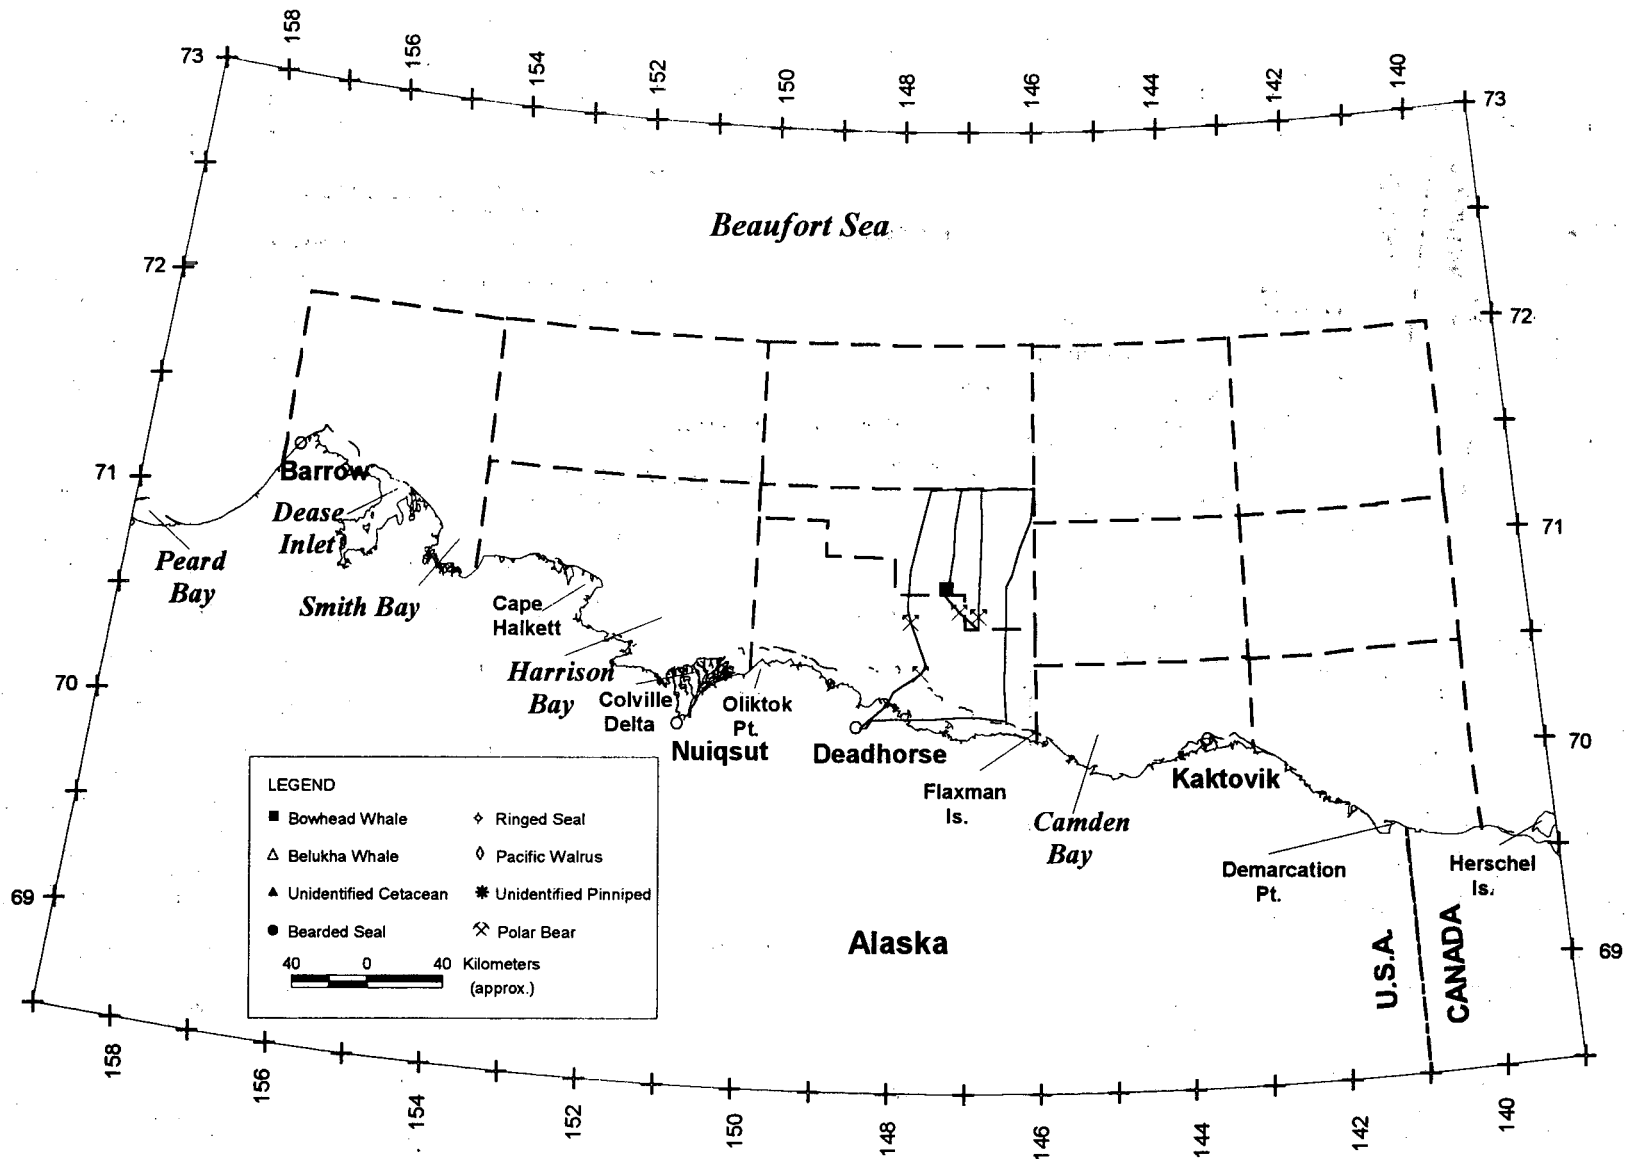 158
156
154
152
150
148
146
144
142
140
73
73
Beaufort Sea
72
72
71
71
Barrow
Dease
Inlet
Peard
Bay
Smith Bay
Cape
Halkett
Harrison
Bay
Colville
Delta
Oliktok
Pt.
Nuiqsut
Deadhorse
70
70
Kaktovik
Flaxman
Is.
Camden
Bay
Demarcation
Pt.
Herschel
Is.
LEGEND
Bowhead Whale
Ringed Seal
Belukha Whale
Pacific Walrus
Unidentified Cetacean
Unidentified Pinniped
Bearded Seal
Polar Bear
40 0 40 Kilometers
(approx.)
69
69
Alaska
U.S.A.
CANADA
158
156
154
152
150
148
146
144
142
140